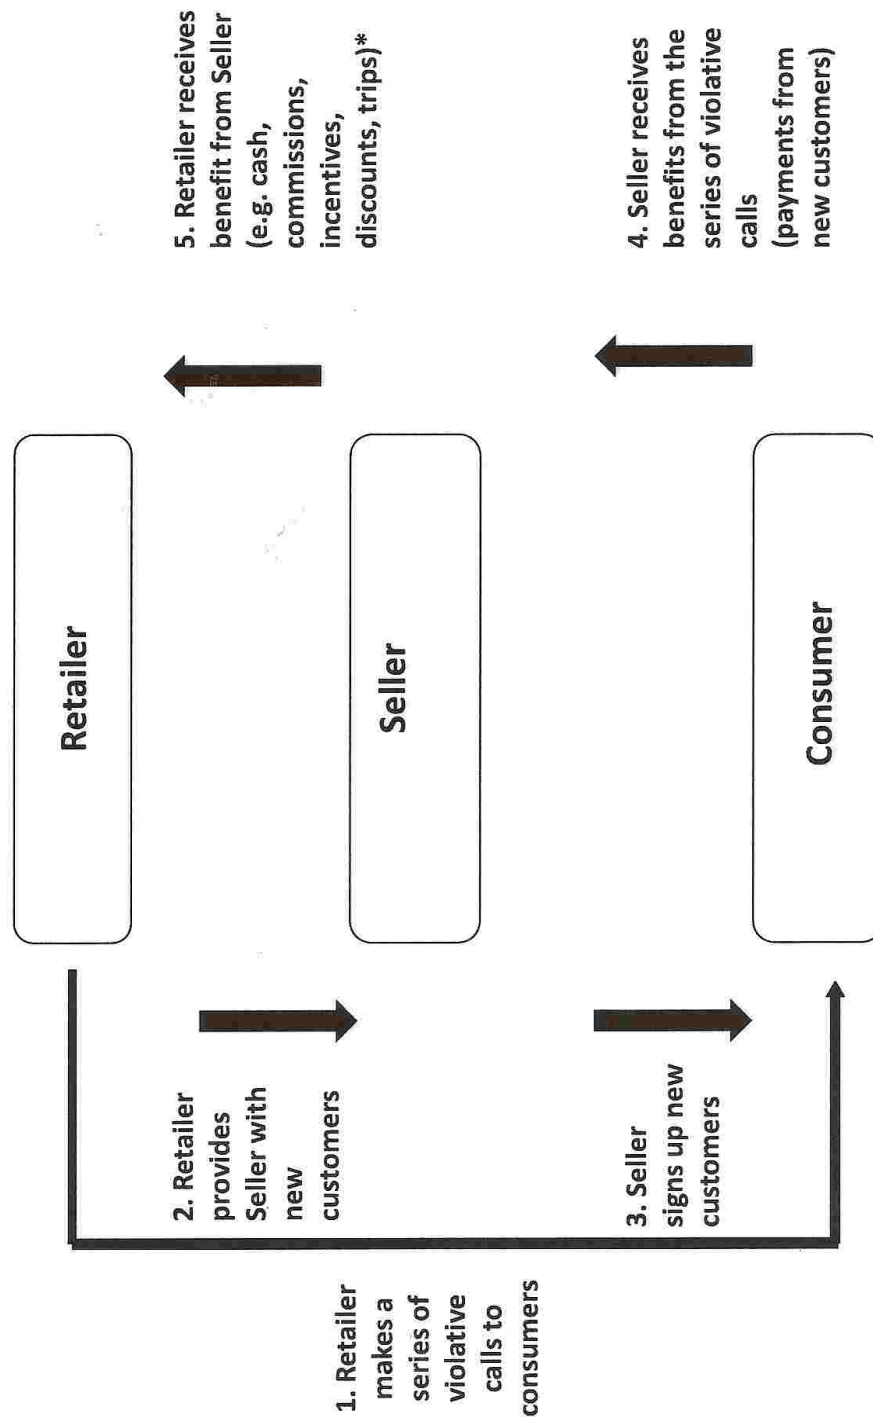 Retailer
5. Retailer receives
benefit from Seller
(e.g. cash,
commissions,
incentives,
discounts, trips)*
2. Retailer
provides
Seller with
new
customers
Seller
1. Retailer
makes a
series of
violative
calls to
consumers
3. Seller
signs up new
customers
4. Seller receives
benefits from the
series of violative
calls
(payments from
new customers)
Consumer